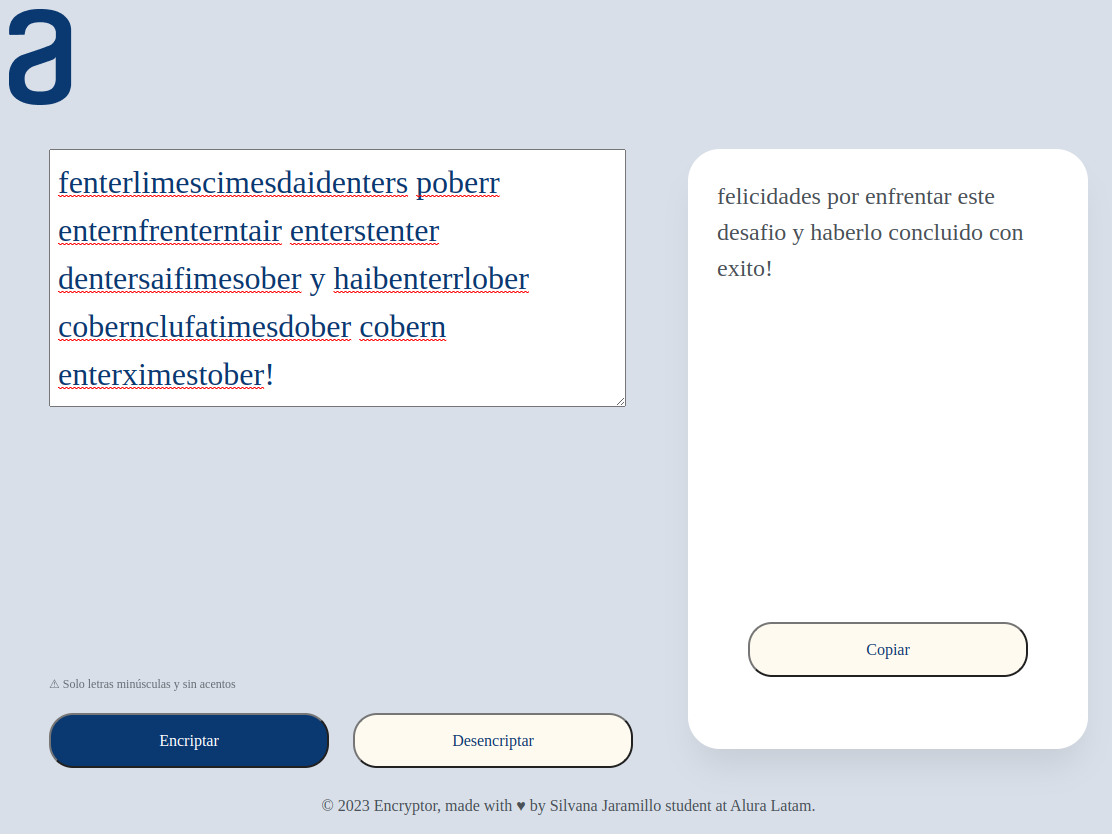 a
fenterlimescimesdaidenters poberr
enternfrenterntair enterstenter
dentersaifimesober y haibenterrlober
cobernclufatimesdober cobern
enterximestober!
felicidades por enfrentar este
desafio y haberlo concluido con
exito!
Copiar
⚠ Solo letras minúsculas y sin acentos
Encriptar
Desencriptar
© 2023 Encryptor, made with ♥ by Silvana Jaramillo student at Alura Latam.